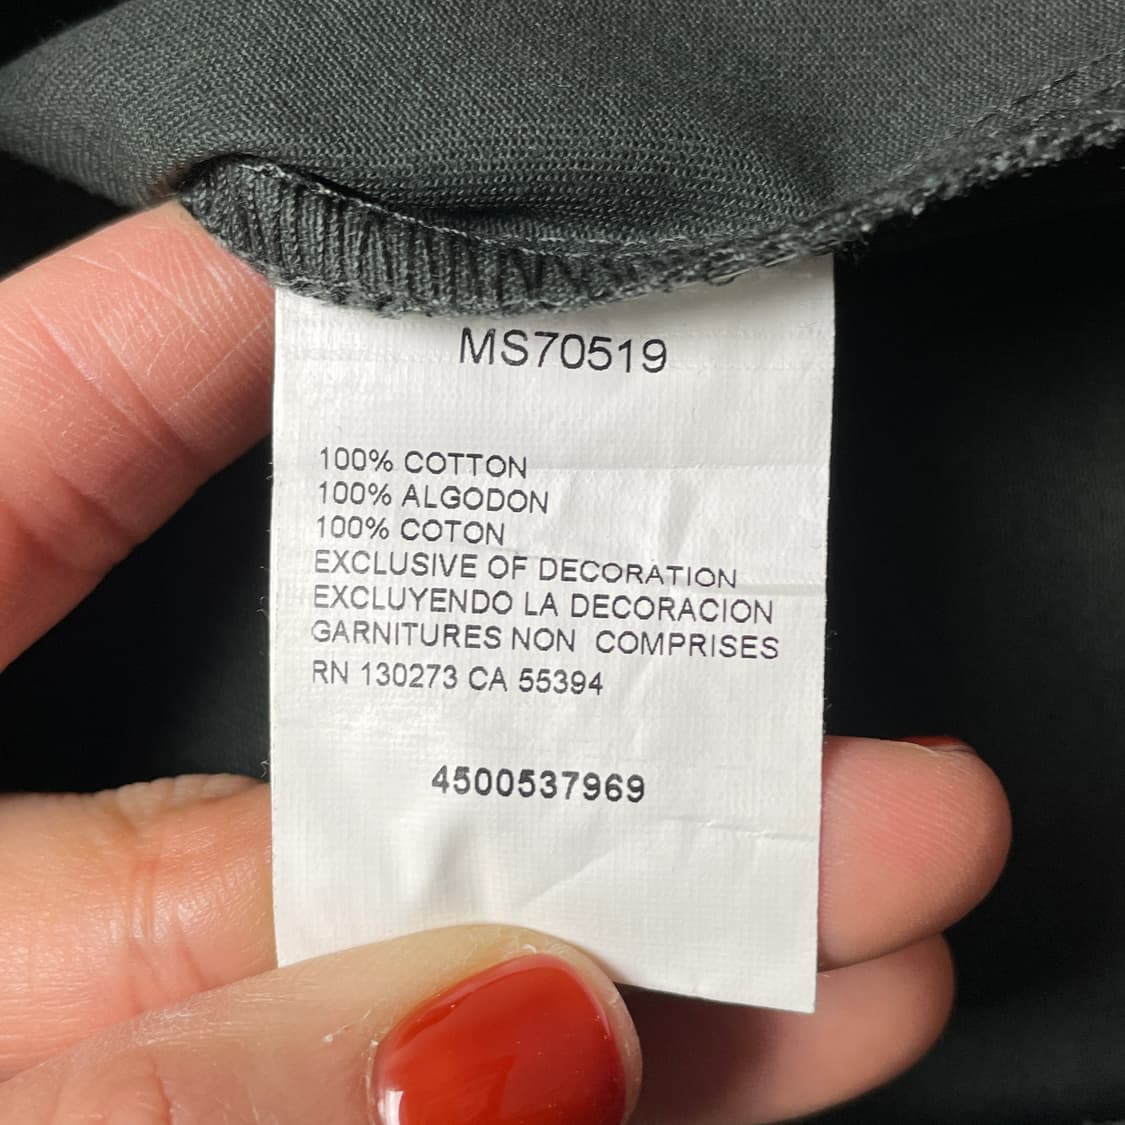 MS70519
100% COTTON
100% ALGODON
100% COTON
EXCLUSIVE OF DECORATION
EXCLUYENDO LA DECORACION
GARNITURES NON COMPRISES
RN 130273 CA 55394
4500537969